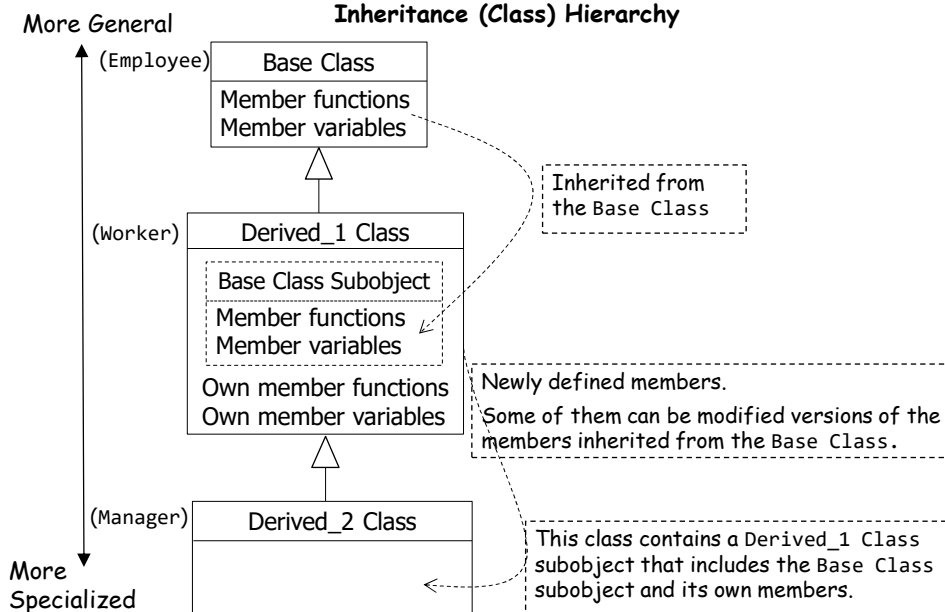 Inheritance (Class) Hierarchy
More General
(Employee)
Base Class
Member functions
Member variables
Inherited from
the Base Class
(Worker)
Derived_1 Class
Base Class Subobject
Member functions
Member variables
Own member functions
Own member variables
Newly defined members.
Some of them can be modified versions of the
members inherited from the Base Class.
(Manager)
Derived_2 Class
This class contains a Derived_1 Class
subobject that includes the Base Class
subobject and its own members.
More
Specialized